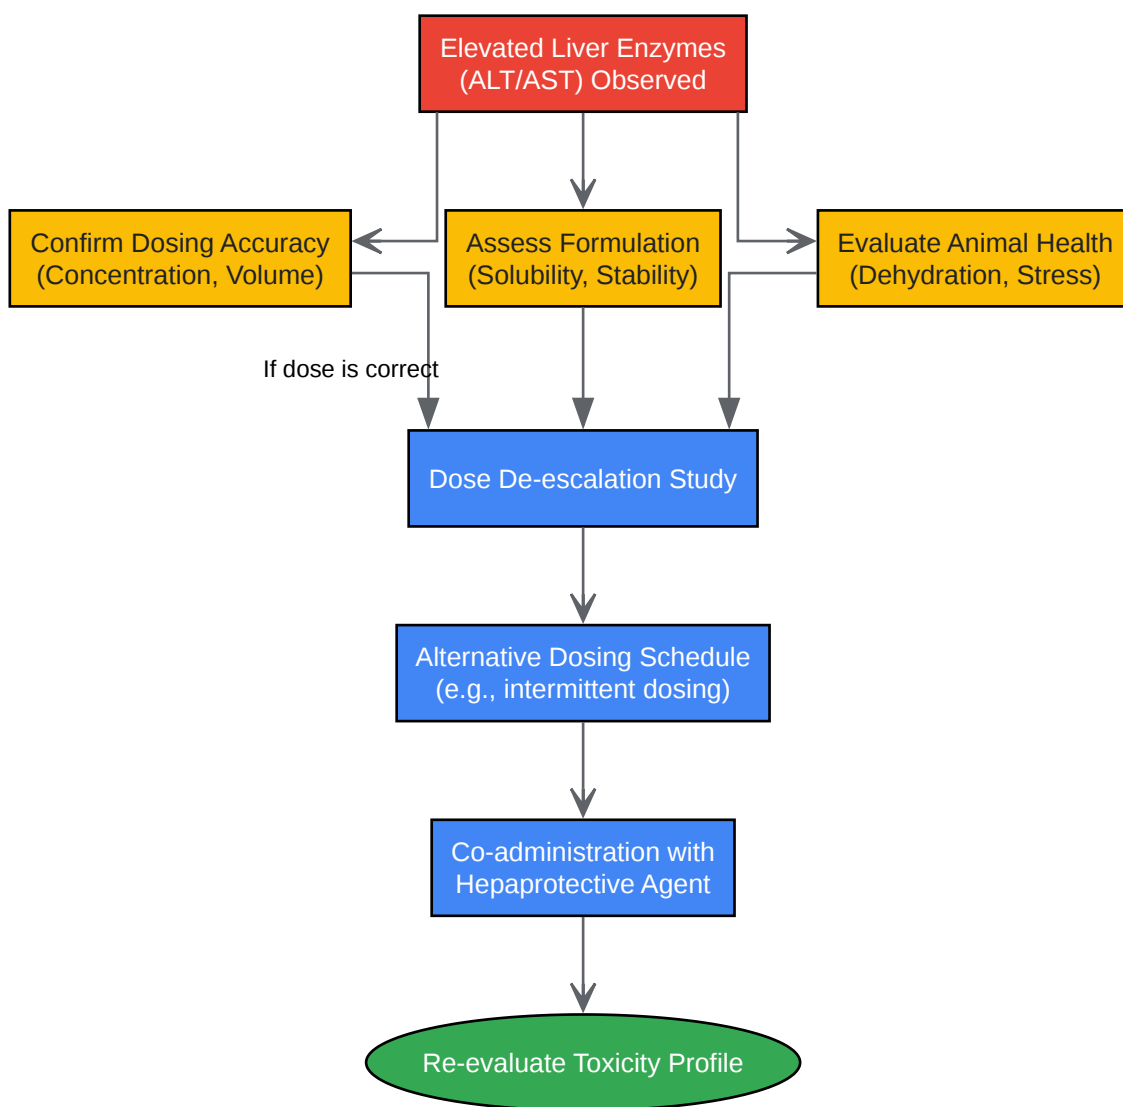 Elevated Liver Enzymes
(ALT/AST) Observed
Confirm Dosing Accuracy
(Concentration, Volume)
Assess Formulation
(Solubility, Stability)
Evaluate Animal Health
(Dehydration, Stress)
If dose is correct
Dose De-escalation Study
Alternative Dosing Schedule
(e.g., intermittent dosing)
Co-administration with
Hepaprotective Agent
Re-evaluate Toxicity Profile